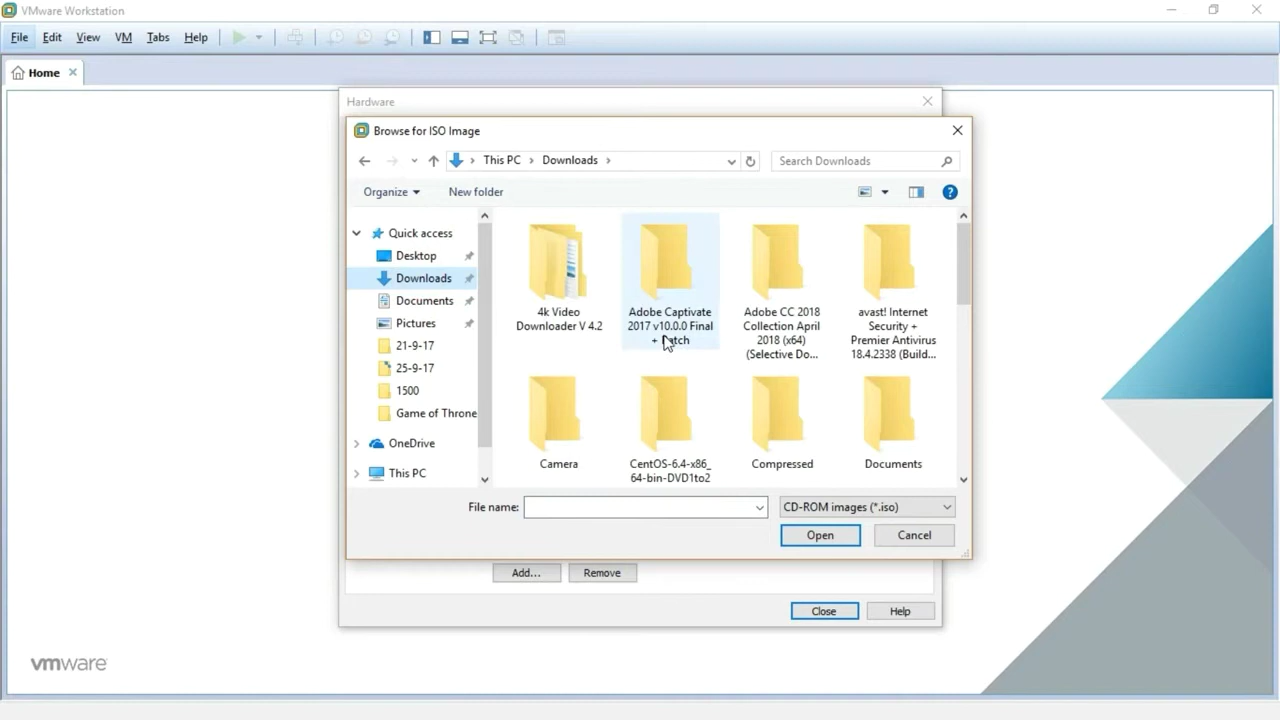 VMware Workstation
File Edit View VM Tabs Help
Home
Hardware
Browse for ISO Image
This PC Downloads
Search Downloads
Organize New folder
Quick access
Desktop
Downloads
Documents
Pictures
21-9-17
25-9-17
1500
Game of Throne
OneDrive
This PC
4k Video
Downloader V 4.2
Adobe Captivate
2017 v10.0.0 Final
+ Patch
Adobe CC 2018
Collection April
2018 (x64)
(Selective Do...
avast! Internet
Security +
Premier Antivirus
18.4.2338 (Build...
Camera
CentOS-6.4-x86_
64-bin-DVD1to2
Compressed
Documents
File name:
CD-ROM images (*.iso)
Open Cancel
Add... Remove
Close Help
vmware